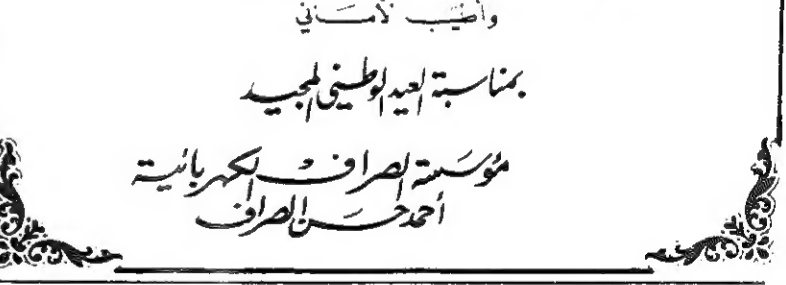 وأطيب الأماني
بمناسبة العيد الوطني المجيد
مؤسسة الصراف الكهربائية
أحمد حسن الصراف